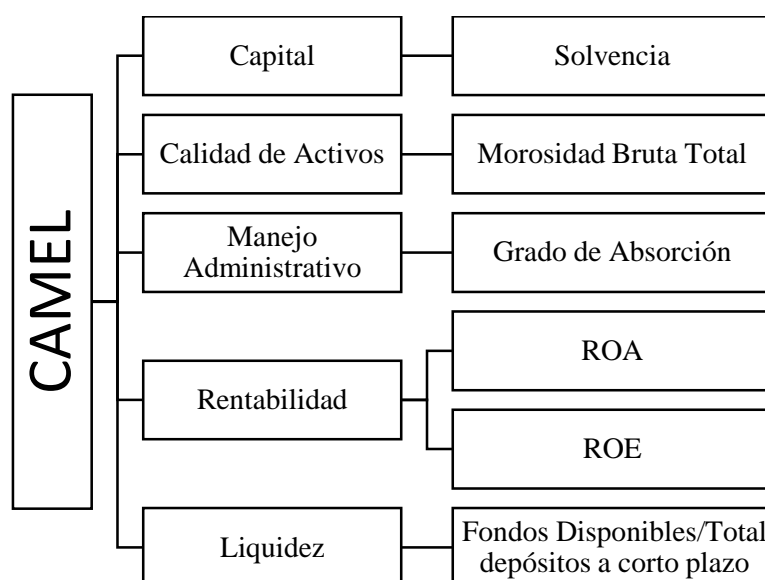 CAMEL
Capital
Solvencia
Calidad de Activos
Morosidad Bruta Total
Manejo
Administrativo
Grado de Absorción
Rentabilidad
ROA
ROE
Liquidez
Fondos Disponibles/Total
depósitos a corto plazo